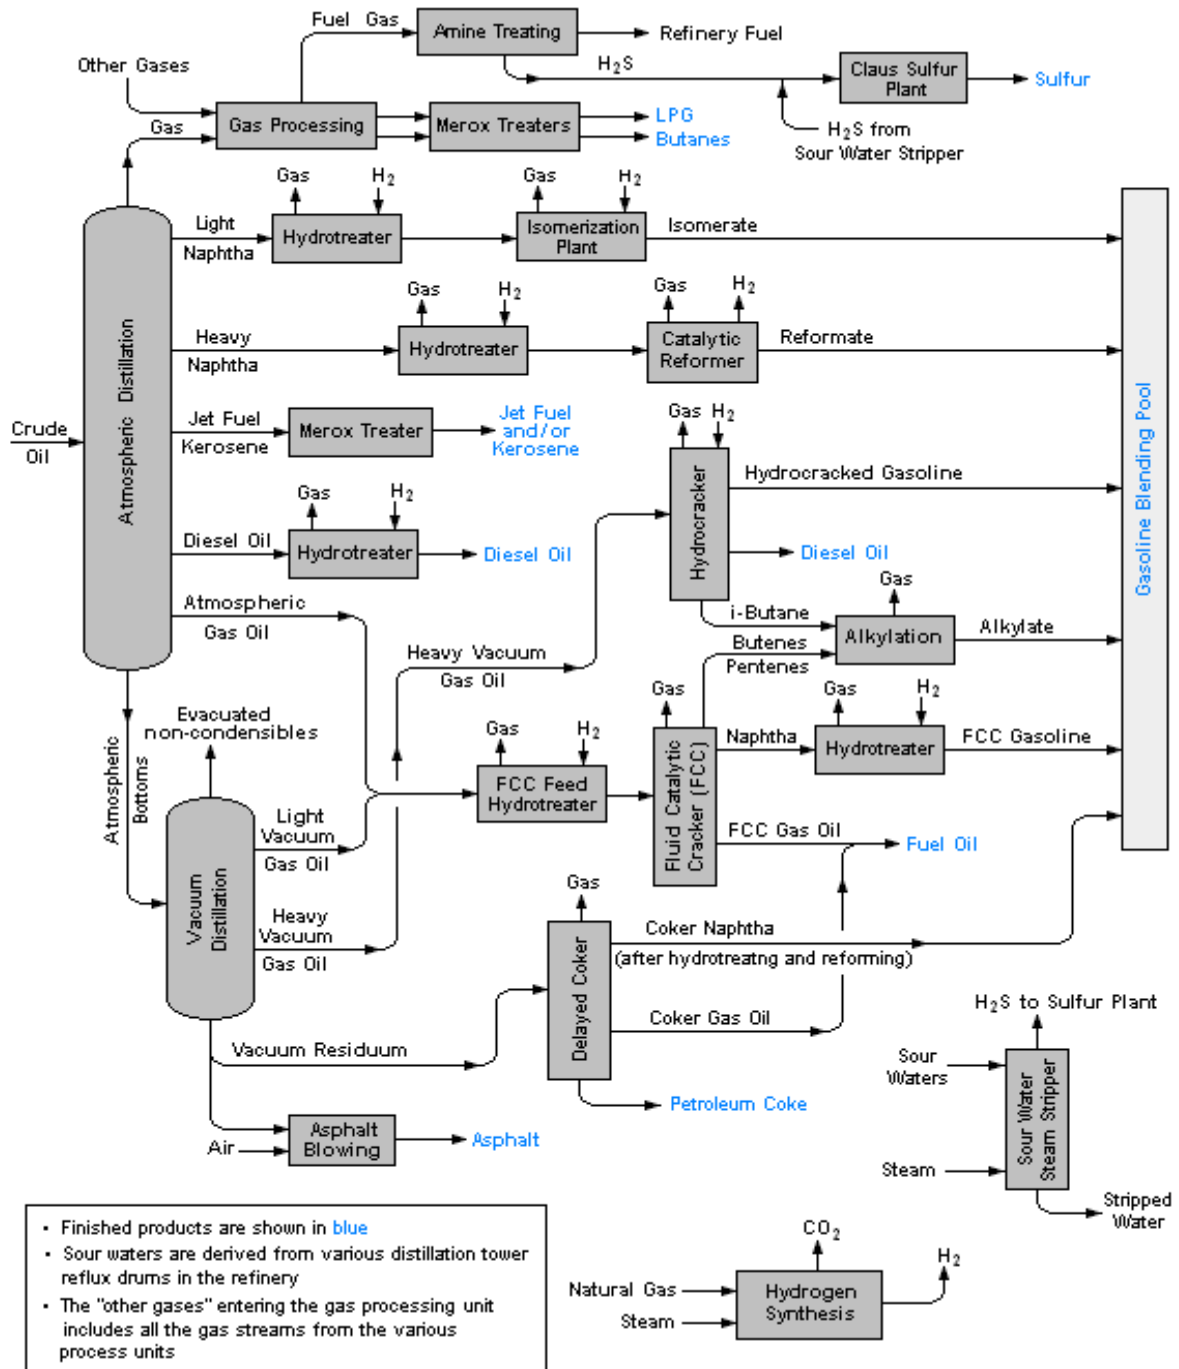 Fuel Gas
Amine Treating
Refinery Fuel
Other Gases
H2S
Claus Sulfur
Plant
Sulfur
Gas
Gas Processing
Merox Treaters
LPG
Butanes
H2S from
Sour Water Stripper
Gas
H2
Gas
H2
Light
Naphtha
Hydrotreater
Isomerization
Plant
Isomerate
Gas
H2
Gas
H2
Heavy
Naphtha
Hydrotreater
Catalytic
Reformer
Reformate
Crude
Oil
Atmospheric Distillation
Jet Fuel
Kerosene
Merox Treater
Jet Fuel
and/or
Kerosene
Gas
H2
Hydrocracker
Hydrocracked Gasoline
Gasoline Blending Pool
Gas
H2
Diesel Oil
Hydrotreater
Diesel Oil
Diesel Oil
Gas
Atmospheric
Gas Oil
i-Butane
Butenes
Pentenes
Alkylation
Alkylate
Heavy Vacuum
Gas Oil
Atmospheric
Bottoms
Evacuated
non-condensibles
Gas
H2
FCC Feed
Hydrotreater
Gas
Fluid Catalytic
Cracker (FCC)
Naphtha
Gas
H2
Hydrotreater
FCC Gasoline
Light
Vacuum
Gas Oil
FCC Gas Oil
Fuel Oil
Vacuum
Distillation
Heavy
Vacuum
Gas Oil
Gas
Delayed Coker
Coker Naphtha
(after hydrotreatng and reforming)
Coker Gas Oil
Vacuum Residuum
Petroleum Coke
H2S to Sulfur Plant
Sour
Waters
Sour Water
Steam Stripper
Steam
Stripped
Water
Air
Asphalt
Blowing
Asphalt
• Finished products are shown in blue
• Sour waters are derived from various distillation tower
reflux drums in the refinery
• The "other gases" entering the gas processing unit
includes all the gas streams from the various
process units
CO2
H2
Natural Gas
Steam
Hydrogen
Synthesis